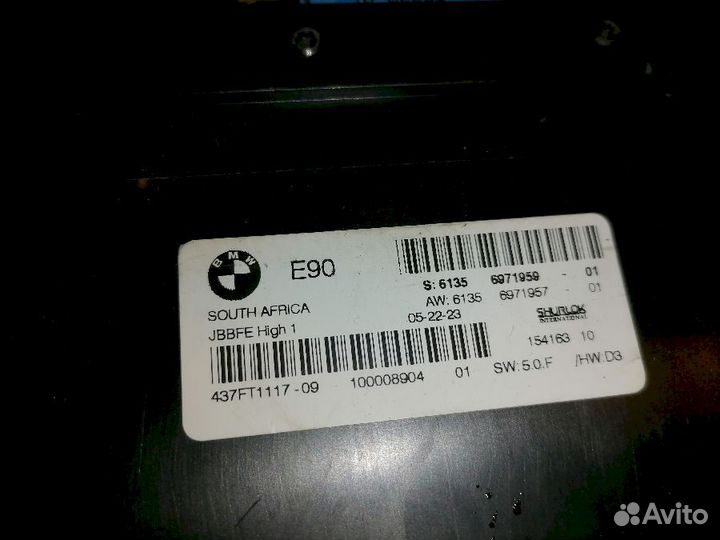 BMW
E90
S: 6135 6971959 - 01
AW: 6135 6971957 - 01
SOUTH AFRICA
05-22-23
SHURLOK
INTERNATIONAL
JBBFE High 1
154163 10
437FT1117-09 100008904 01 SW:5.0.F /HW:D3
Avito